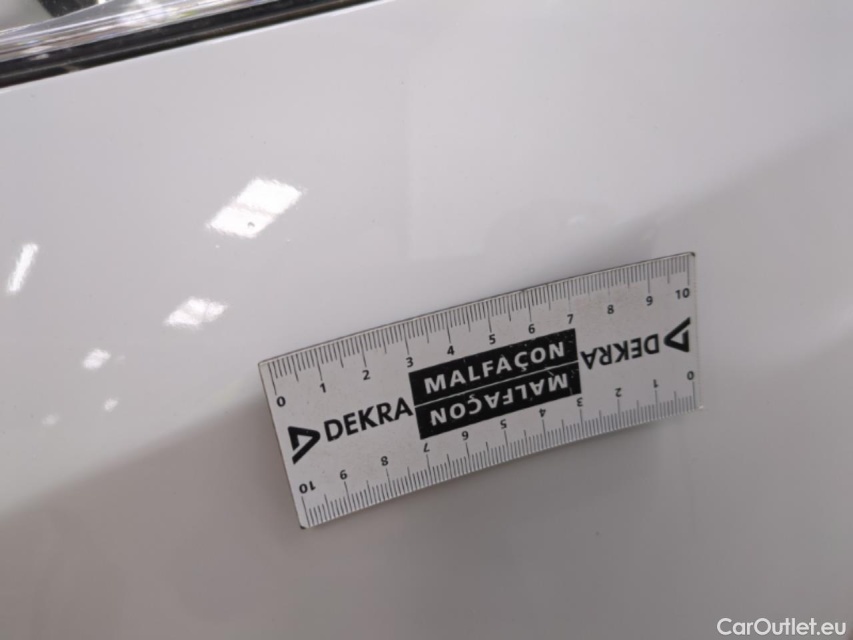 0 1 2 3 4 5 6 7 8 9 10
DEKRA MALFAÇON DEKRA
MALFAÇON
10 9 8 7 6 5 4 3 2 1 0
CarOutlet.eu